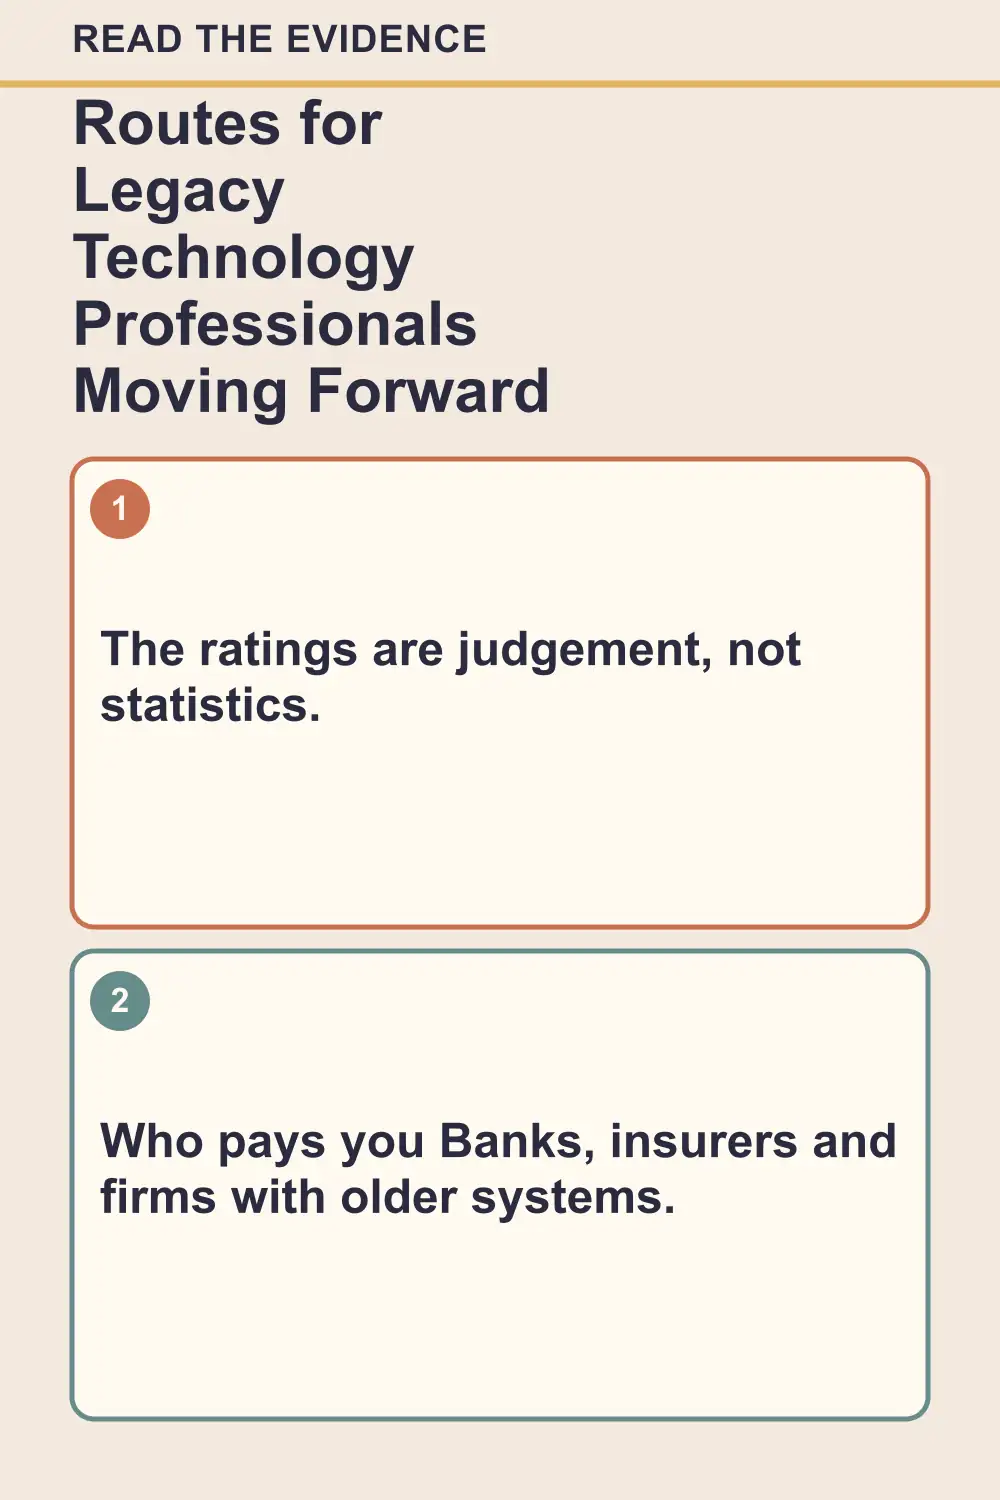 READ THE EVIDENCE
Routes for
Legacy
Technology
Professionals
Moving Forward
1
The ratings are judgement, not
statistics.
2
Who pays you Banks, insurers and
firms with older systems.